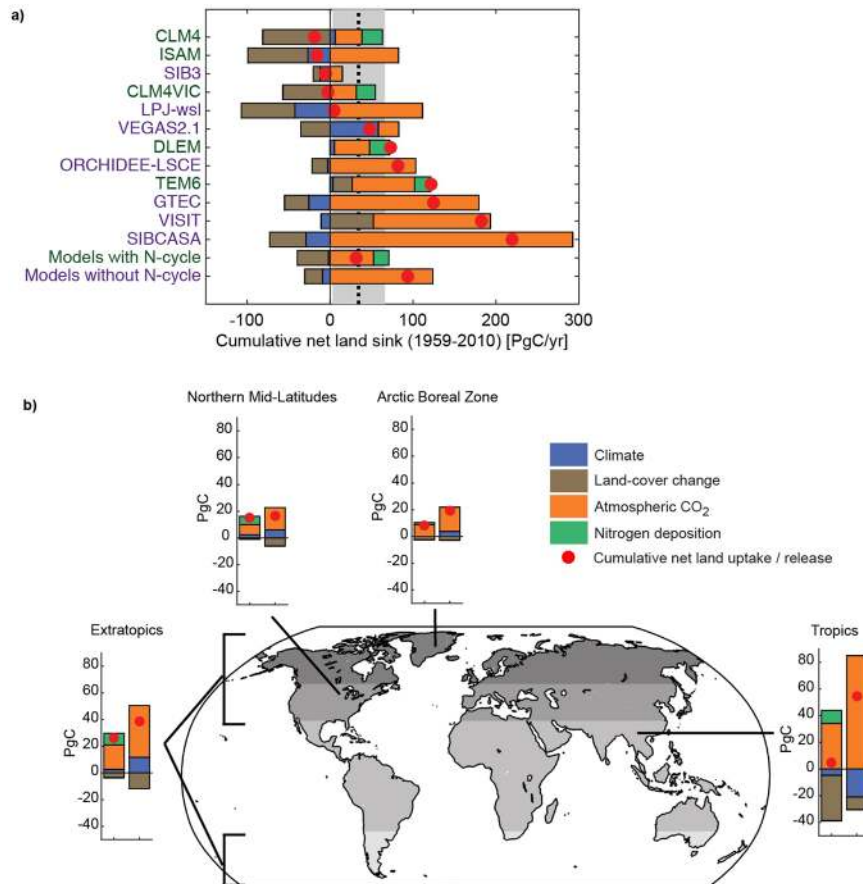 a)
CLM4
ISAM
SIB3
CLM4VIC
LPJ-wsl
VEGAS2.1
DLEM
ORCHIDEE-LSCE
TEM6
GTEC
VISIT
SIBCASA
Models with N-cycle
Models without N-cycle
-100 0 100 200 300
Cumulative net land sink (1959-2010) [PgC/yr]
b)
Northern Mid-Latitudes
Arctic Boreal Zone
80
60
40
20
0
-20
-40
PgC
80
60
40
20
0
-20
-40
PgC
Climate
Land-cover change
Atmospheric CO2
Nitrogen deposition
Cumulative net land uptake / release
Extratopics
80
60
40
20
0
-20
-40
PgC
Tropics
80
60
40
20
0
-20
-40
PgC